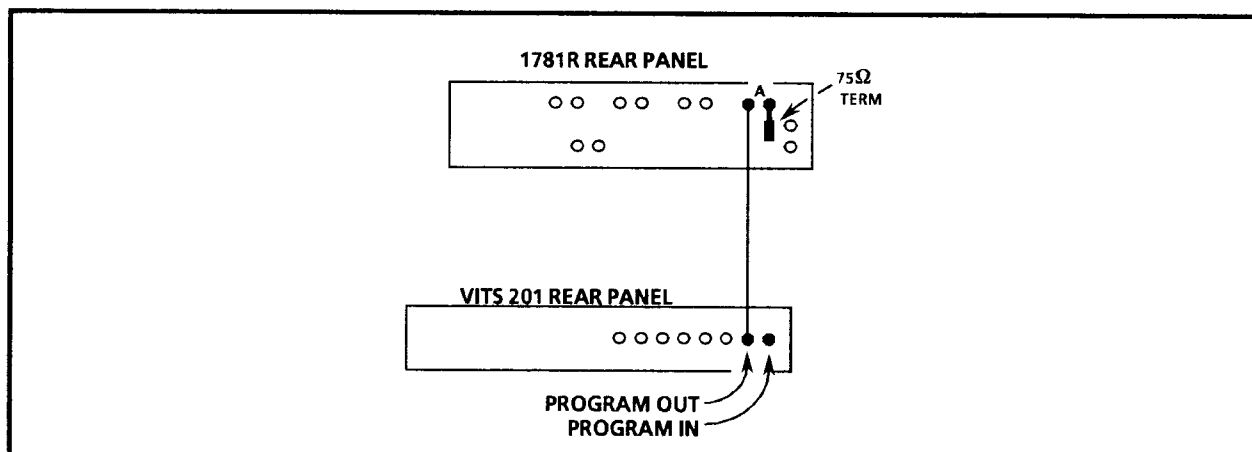 1781R REAR PANEL
A
75Ω
TERM
VITS 201 REAR PANEL
PROGRAM OUT
PROGRAM IN